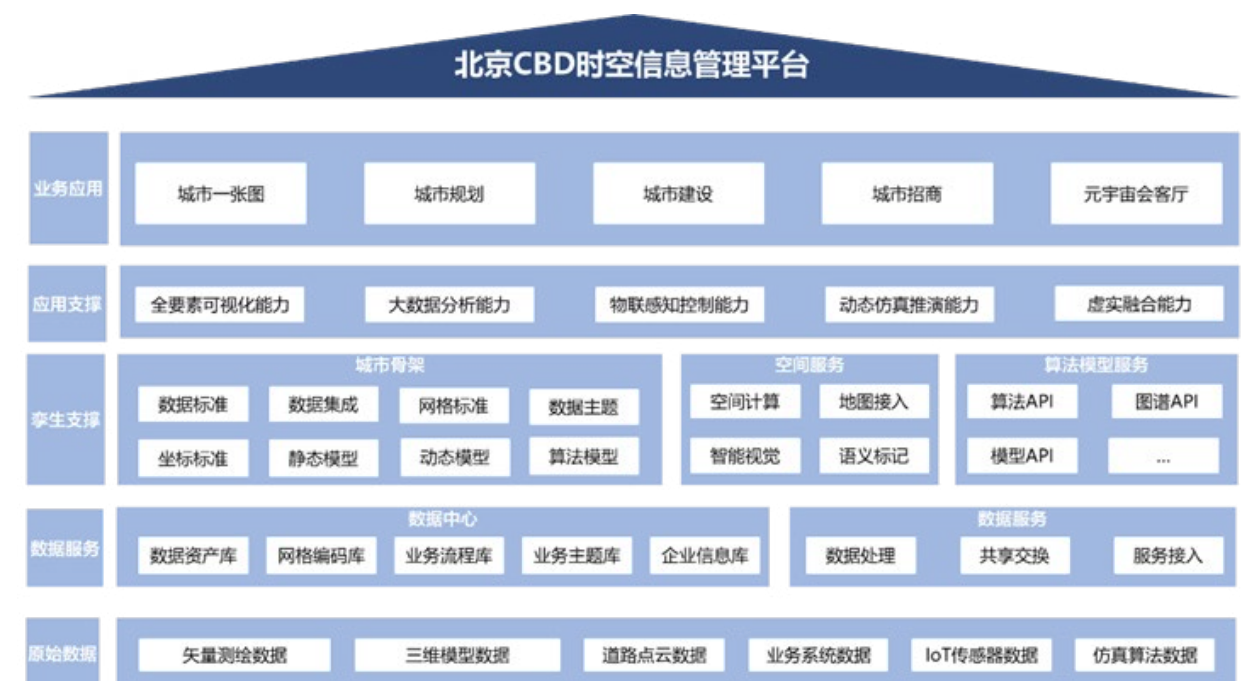 北京CBD时空信息管理平台
业务应用
城市一张图
城市规划
城市建设
城市招商
元宇宙会客厅
应用支撑
全要素可视化能力
大数据分析能力
物联感知控制能力
动态仿真推演能力
虚实融合能力
孪生支撑
城市骨架
数据标准
数据集成
网格标准
数据主题
坐标标准
静态模型
动态模型
算法模型
空间服务
空间计算
地图接入
智能视觉
语义标记
算法模型服务
算法API
图谱API
模型API
...
数据服务
数据中心
数据资产库
网格编码库
业务流程库
业务主题库
企业信息库
数据服务
数据处理
共享交换
服务接入
原始数据
矢量测绘数据
三维模型数据
道路点云数据
业务系统数据
IoT传感器数据
仿真算法数据